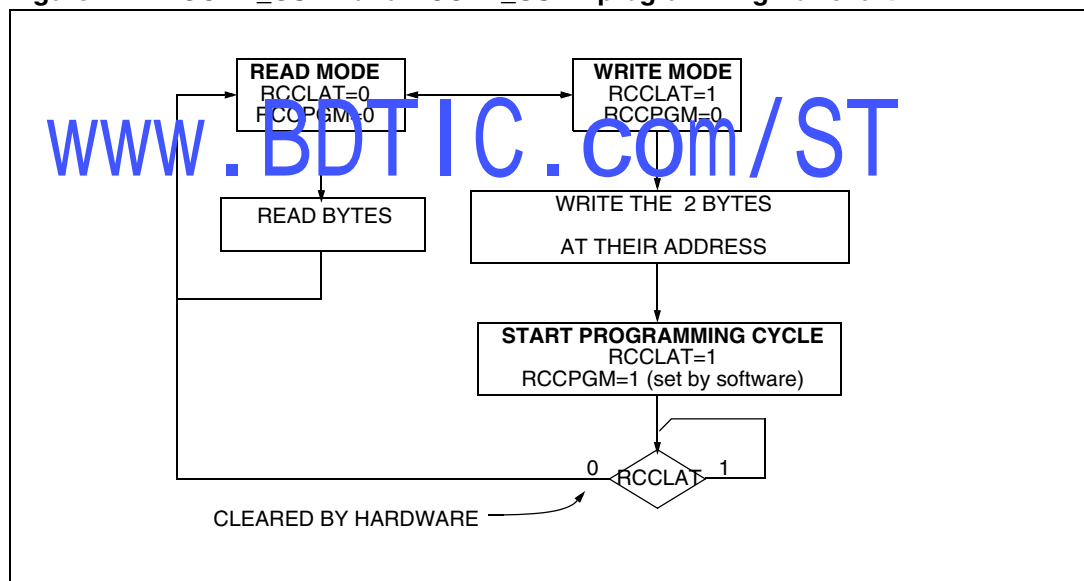 READ MODE
RCCLAT=0
RCCPGM=0
WRITE MODE
RCCLAT=1
RCCPGM=0
www.BDTIC.com/ST
READ BYTES
WRITE THE 2 BYTES
AT THEIR ADDRESS
START PROGRAMMING CYCLE
RCCLAT=1
RCCPGM=1 (set by software)
0
RCCLAT
1
CLEARED BY HARDWARE